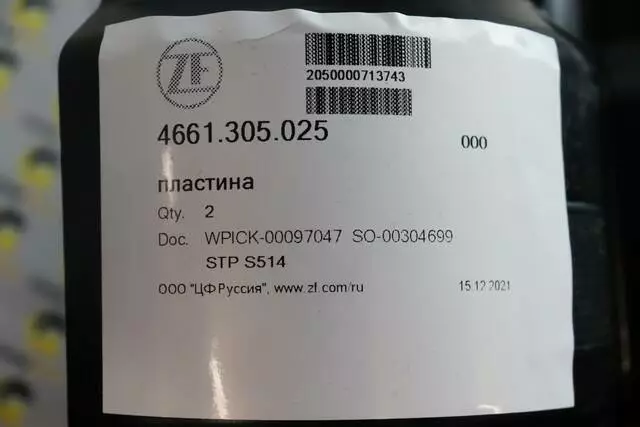 ZF
2050000713743
4661.305.025
000
пластина
Qty. 2
Doc. WPICK-00097047 SO-00304699
STP S514
ООО "ЦФ Руссия", www.zf.com/ru 15.12.2021